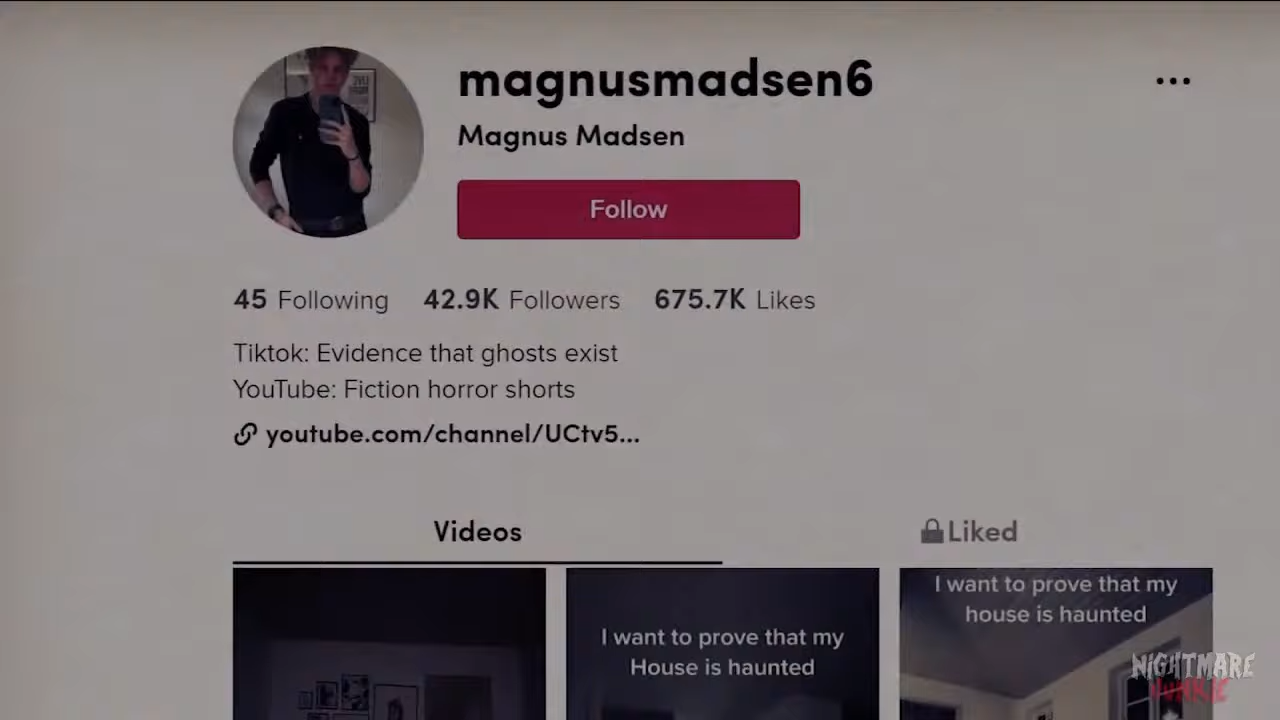 magnusmadsen6
...
Magnus Madsen
Follow
45 Following 42.9K Followers 675.7K Likes
Tiktok: Evidence that ghosts exist
YouTube: Fiction horror shorts
youtube.com/channel/UCtv5...
Videos
Liked
I want to prove that my
House is haunted
I want to prove that my
house is haunted
NIGHTMARE
JUNKIE